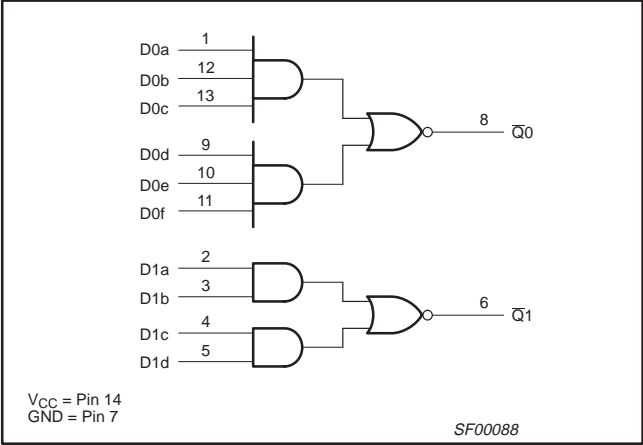 D0a 1
D0b 12
D0c 13
8 Q̅0
D0d 9
D0e 10
D0f 11
D1a 2
D1b 3
6 Q̅1
D1c 4
D1d 5
VCC = Pin 14
GND = Pin 7
SF00088